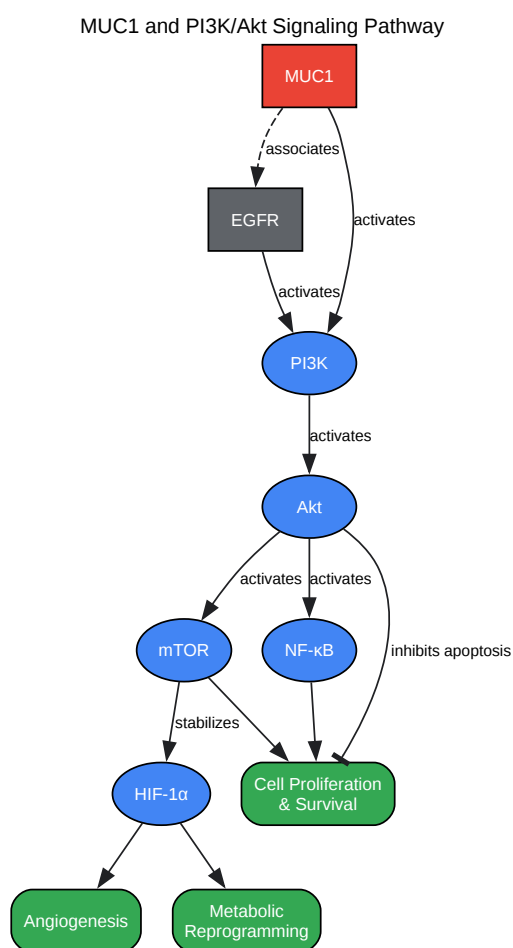 MUC1 and PI3K/Akt Signaling Pathway
MUC1
associates
EGFR
activates
activates
PI3K
activates
Akt
activates
activates
mTOR
NF-κB
inhibits apoptosis
stabilizes
HIF-1α
Cell Proliferation
& Survival
Angiogenesis
Metabolic
Reprogramming